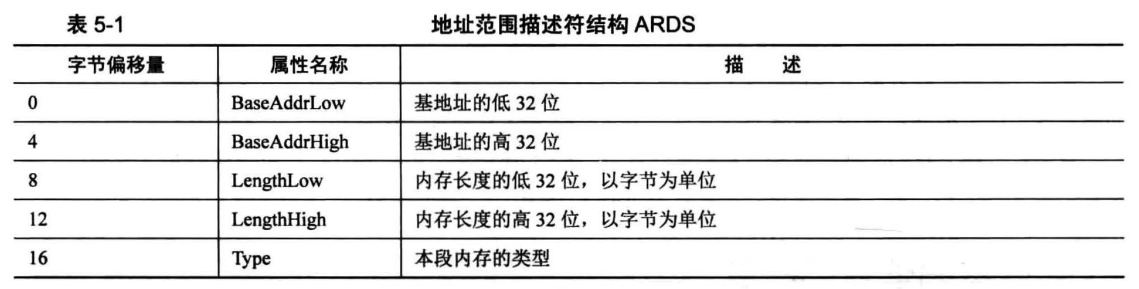 表 5-1 地址范围描述符结构 ARDS
字节偏移量 属性名称 描 述
0 BaseAddrLow 基地址的低 32 位
4 BaseAddrHigh 基地址的高 32 位
8 LengthLow 内存长度的低 32 位，以字节为单位
12 LengthHigh 内存长度的高 32 位，以字节为单位
16 Type 本段内存的类型